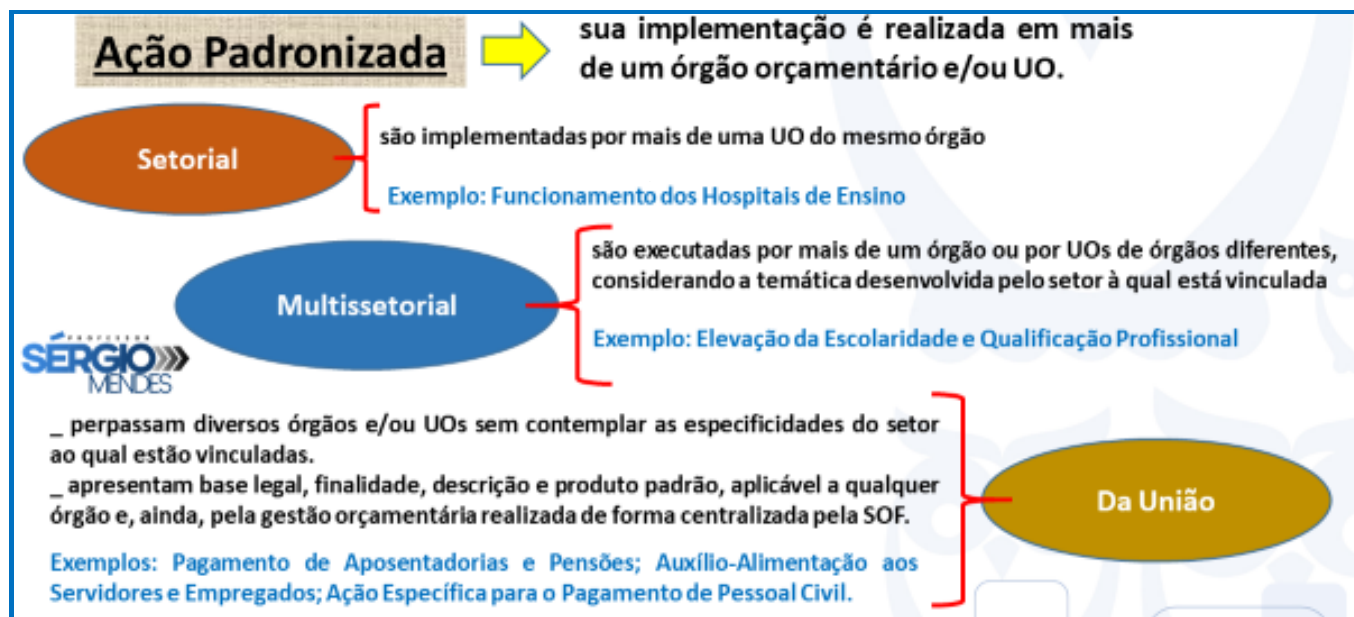 Ação Padronizada
sua implementação é realizada em mais
de um órgão orçamentário e/ou UO.
Setorial
são implementadas por mais de uma UO do mesmo órgão
Exemplo: Funcionamento dos Hospitais de Ensino
Multissetorial
são executadas por mais de um órgão ou por UOs de órgãos diferentes,
considerando a temática desenvolvida pelo setor à qual está vinculada
Exemplo: Elevação da Escolaridade e Qualificação Profissional
PROFESSOR
SÉRGIO
MENDES
_ perpassam diversos órgãos e/ou UOs sem contemplar as especificidades do setor
ao qual estão vinculadas.
_ apresentam base legal, finalidade, descrição e produto padrão, aplicável a qualquer
órgão e, ainda, pela gestão orçamentária realizada de forma centralizada pela SOF.
Da União
Exemplos: Pagamento de Aposentadorias e Pensões; Auxílio-Alimentação aos
Servidores e Empregados; Ação Específica para o Pagamento de Pessoal Civil.